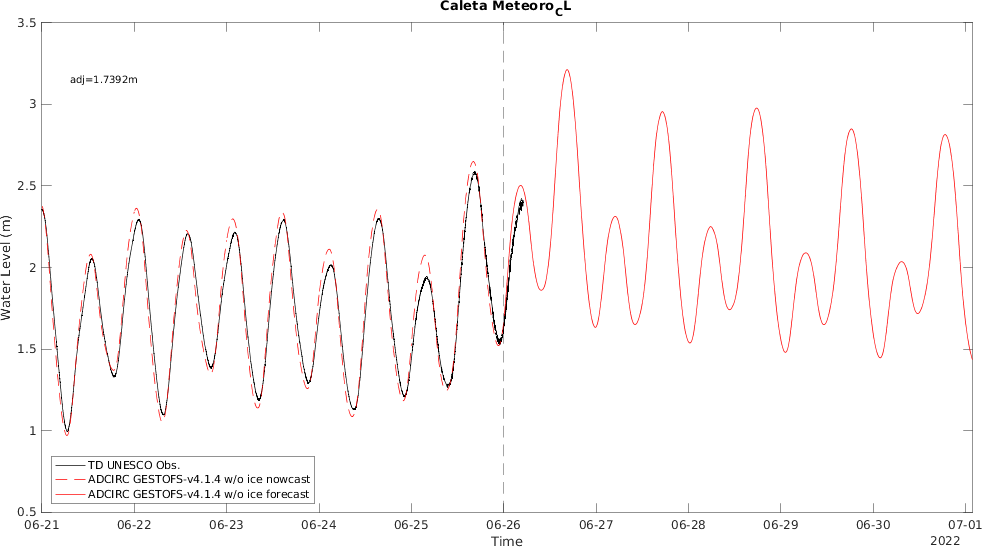 Caleta Meteoro_CL
3.5
adj=1.7392m
3
2.5
2
1.5
1
0.5
Water Level (m)
TD UNESCO Obs.
ADCIRC GESTOFS-v4.1.4 w/o ice nowcast
ADCIRC GESTOFS-v4.1.4 w/o ice forecast
06-21 06-22 06-23 06-24 06-25 06-26 06-27 06-28 06-29 06-30 07-01
Time
2022